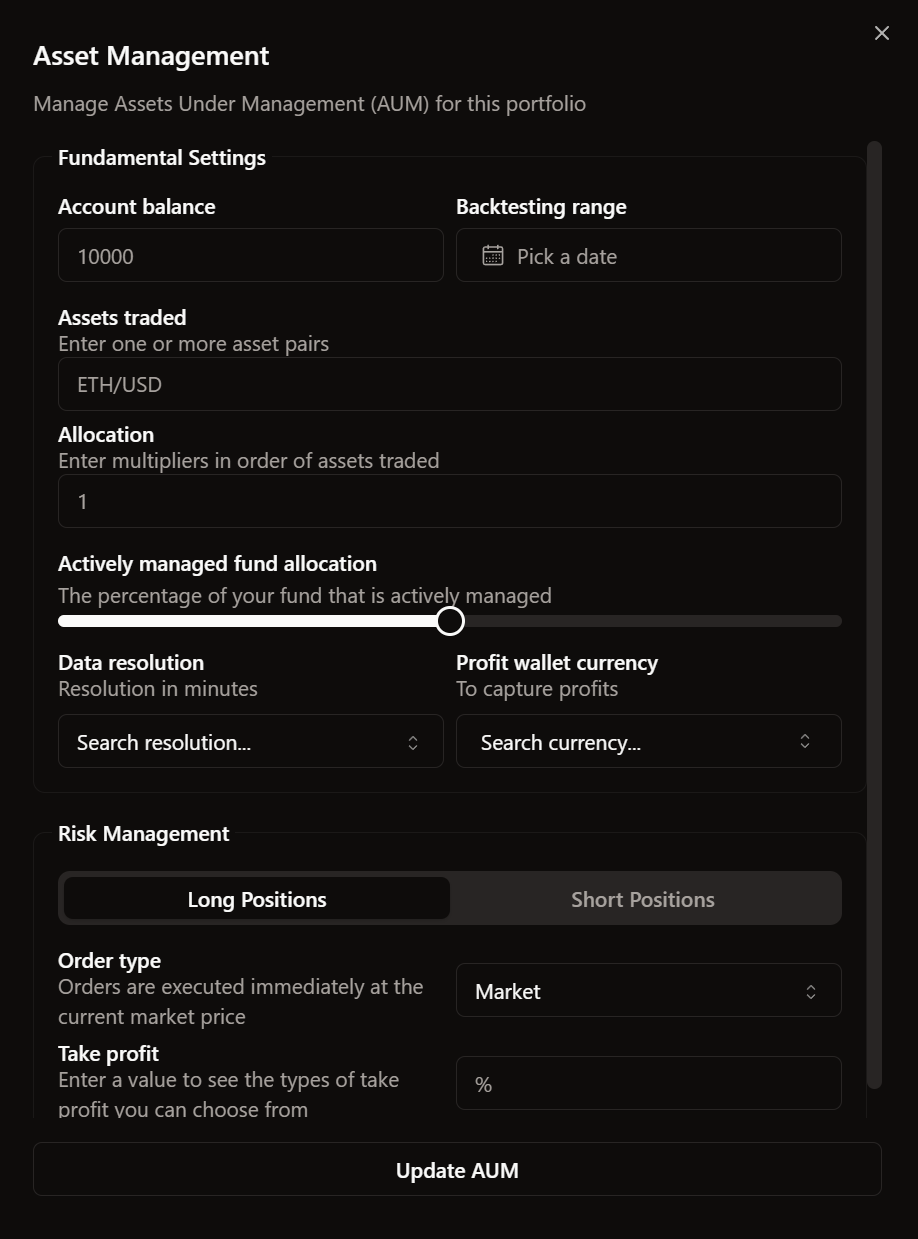 Asset Management
Manage Assets Under Management (AUM) for this portfolio
Fundamental Settings
Account balance
10000
Backtesting range
Pick a date
Assets traded
Enter one or more asset pairs
ETH/USD
Allocation
Enter multipliers in order of assets traded
1
Actively managed fund allocation
The percentage of your fund that is actively managed
Data resolution
Resolution in minutes
Search resolution...
Profit wallet currency
To capture profits
Search currency...
Risk Management
Long Positions
Short Positions
Order type
Orders are executed immediately at the
current market price
Market
Take profit
Enter a value to see the types of take
profit you can choose from
%
Update AUM